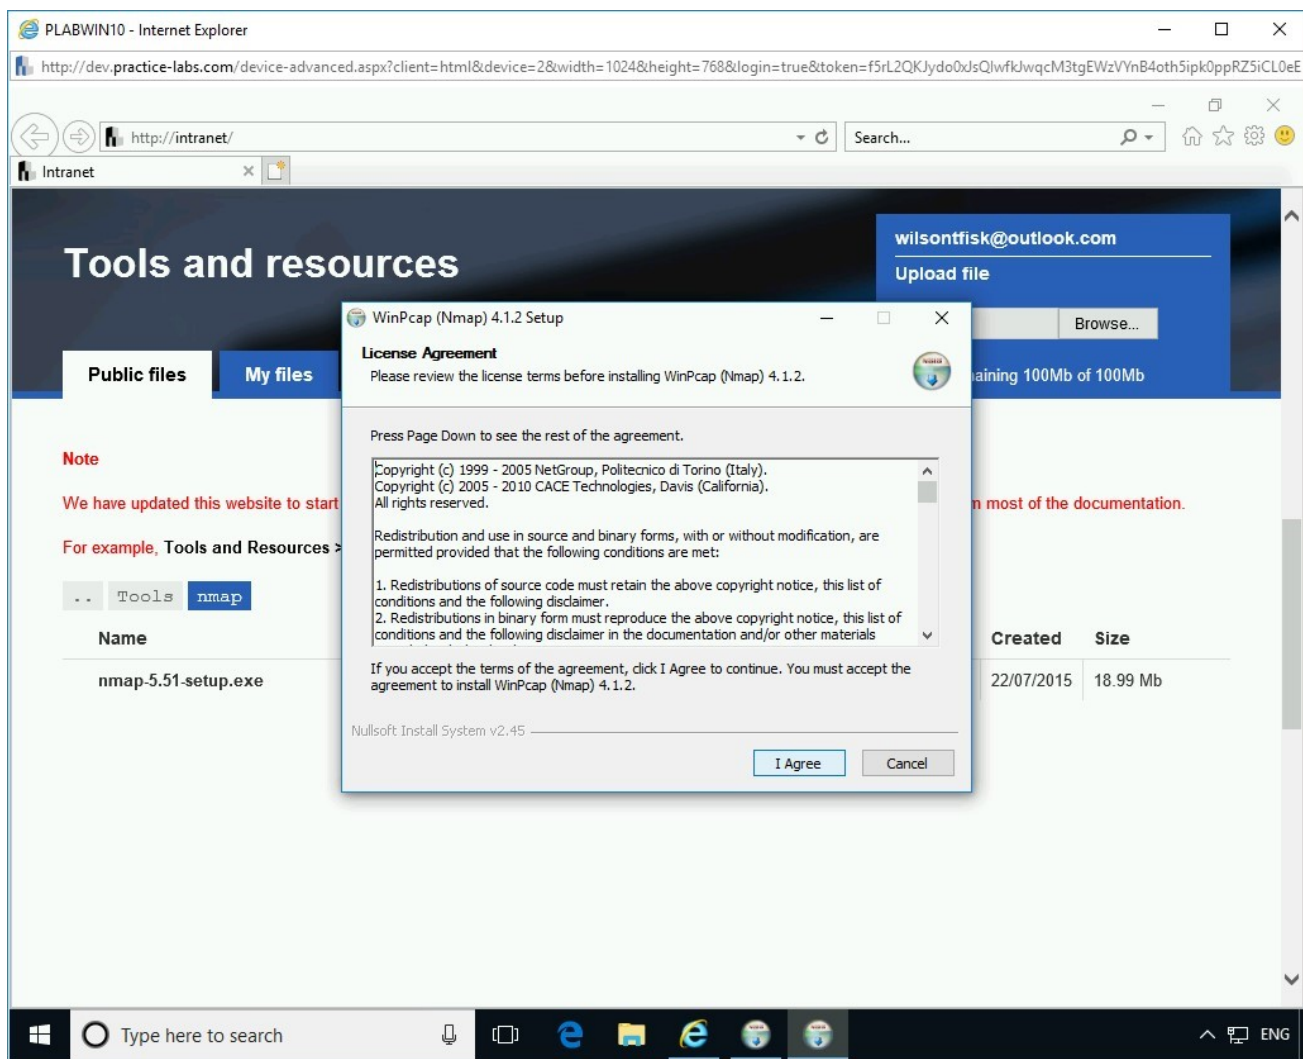 PLABWIN10 - Internet Explorer
http://dev.practice-labs.com/device-advanced.aspx?client=html&device=2&width=1024&height=768&login=true&token=
http://intranet/
Search...
Intranet
Tools and resources
wilsontfisk@outlook.com
Upload file
Browse...
aining 100Mb of 100Mb
Public files
My files
WinPcap (Nmap) 4.1.2 Setup
License Agreement
Please review the license terms before installing WinPcap (Nmap) 4.1.2.
Press Page Down to see the rest of the agreement.
Copyright (c) 1999 - 2005 NetGroup, Politecnico di Torino (Italy).
Copyright (c) 2005 - 2010 CACE Technologies, Davis (California).
All rights reserved.
Redistribution and use in source and binary forms, with or without modification, are
permitted provided that the following conditions are met:
1. Redistributions of source code must retain the above copyright notice, this list of
conditions and the following disclaimer.
2. Redistributions in binary form must reproduce the above copyright notice, this list of
conditions and the following disclaimer in the documentation and/or other materials
If you accept the terms of the agreement, click I Agree to continue. You must accept the
agreement to install WinPcap (Nmap) 4.1.2.
Nullsoft Install System v2.45
I Agree
Cancel
Note
We have updated this website to start
most of the documentation.
For example, Tools and Resources >
..
Tools
nmap
Name
Created
Size
nmap-5.51-setup.exe
22/07/2015
18.99 Mb
Type here to search
ENG